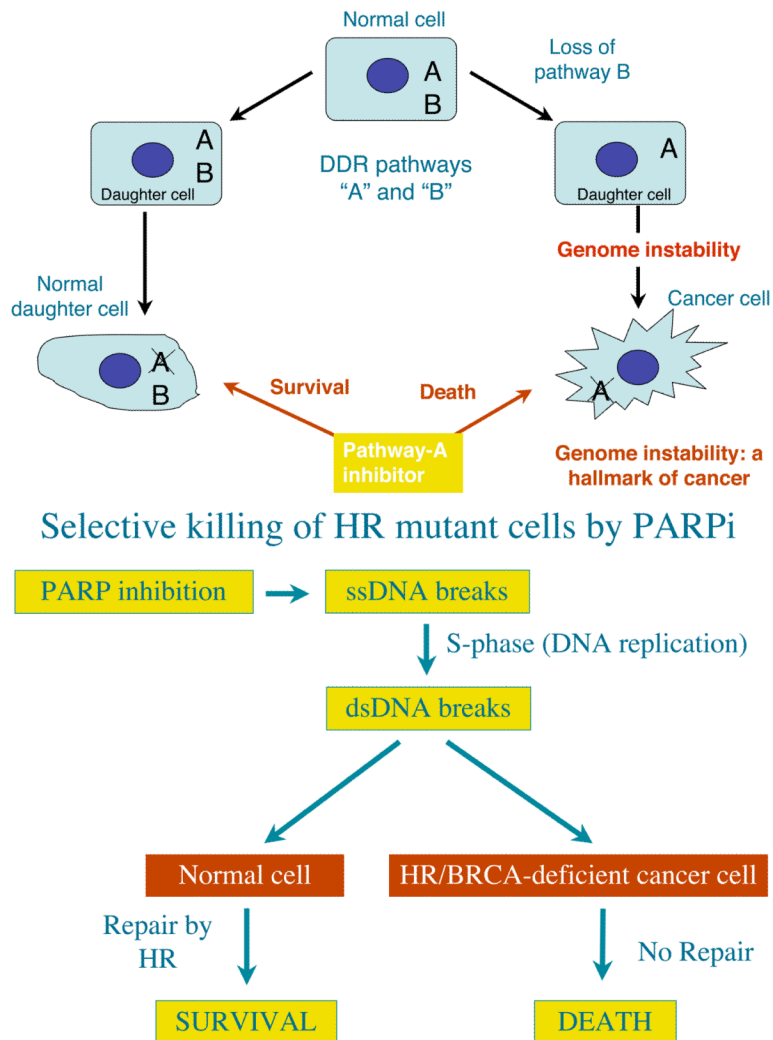 Normal cell
A
B
Loss of
pathway B
A
B
Daughter cell
DDR pathways
“A” and “B”
A
Daughter cell
Genome instability
Normal
daughter cell
Cancer cell
A
B
Survival
Death
A
Pathway-A
inhibitor
Genome instability: a
hallmark of cancer
Selective killing of HR mutant cells by PARPi
PARP inhibition
ssDNA breaks
S-phase (DNA replication)
dsDNA breaks
Normal cell
HR/BRCA-deficient cancer cell
Repair by
HR
No Repair
SURVIVAL
DEATH